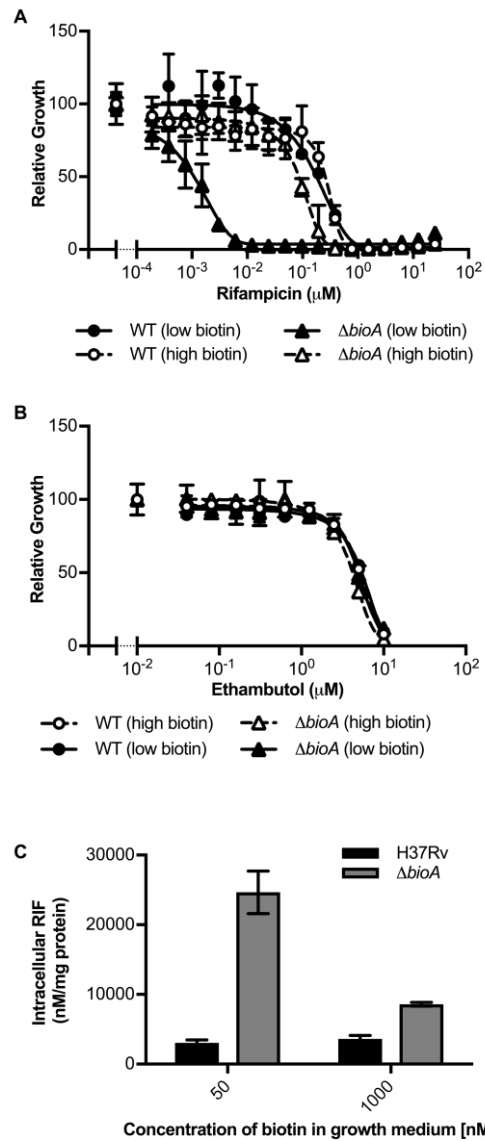 A
150
100
50
0
Relative Growth
10-4 10-3 10-2 10-1 100 101 102
Rifampicin (μM)
WT (low biotin) ΔbioA (low biotin)
WT (high biotin) ΔbioA (high biotin)
B
150
100
50
0
Relative Growth
10-2 10-1 100 101 102
Ethambutol (μM)
WT (high biotin) ΔbioA (high biotin)
WT (low biotin) ΔbioA (low biotin)
C
H37Rv
ΔbioA
30000
20000
10000
0
Intracellular RIF
(nM/mg protein)
50 1000
Concentration of biotin in growth medium [nM